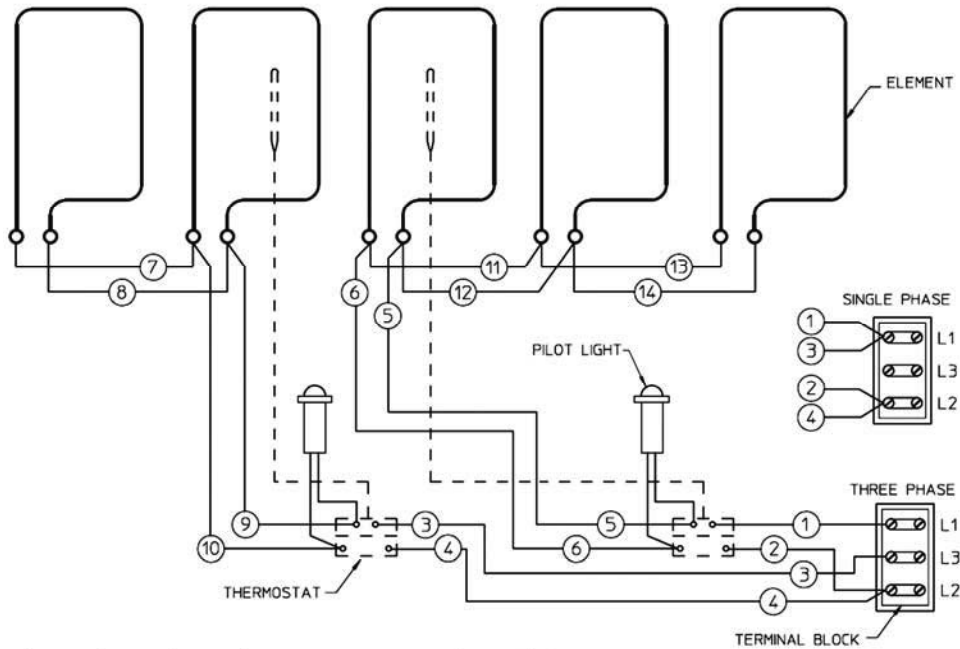 ELEMENT
7
8
11
13
6
12
14
5
SINGLE PHASE
1
L1
3
PILOT LIGHT
L3
2
L2
4
THREE PHASE
9
3
5
1
L1
10
4
6
2
3
L3
THERMOSTAT
4
L2
TERMINAL BLOCK